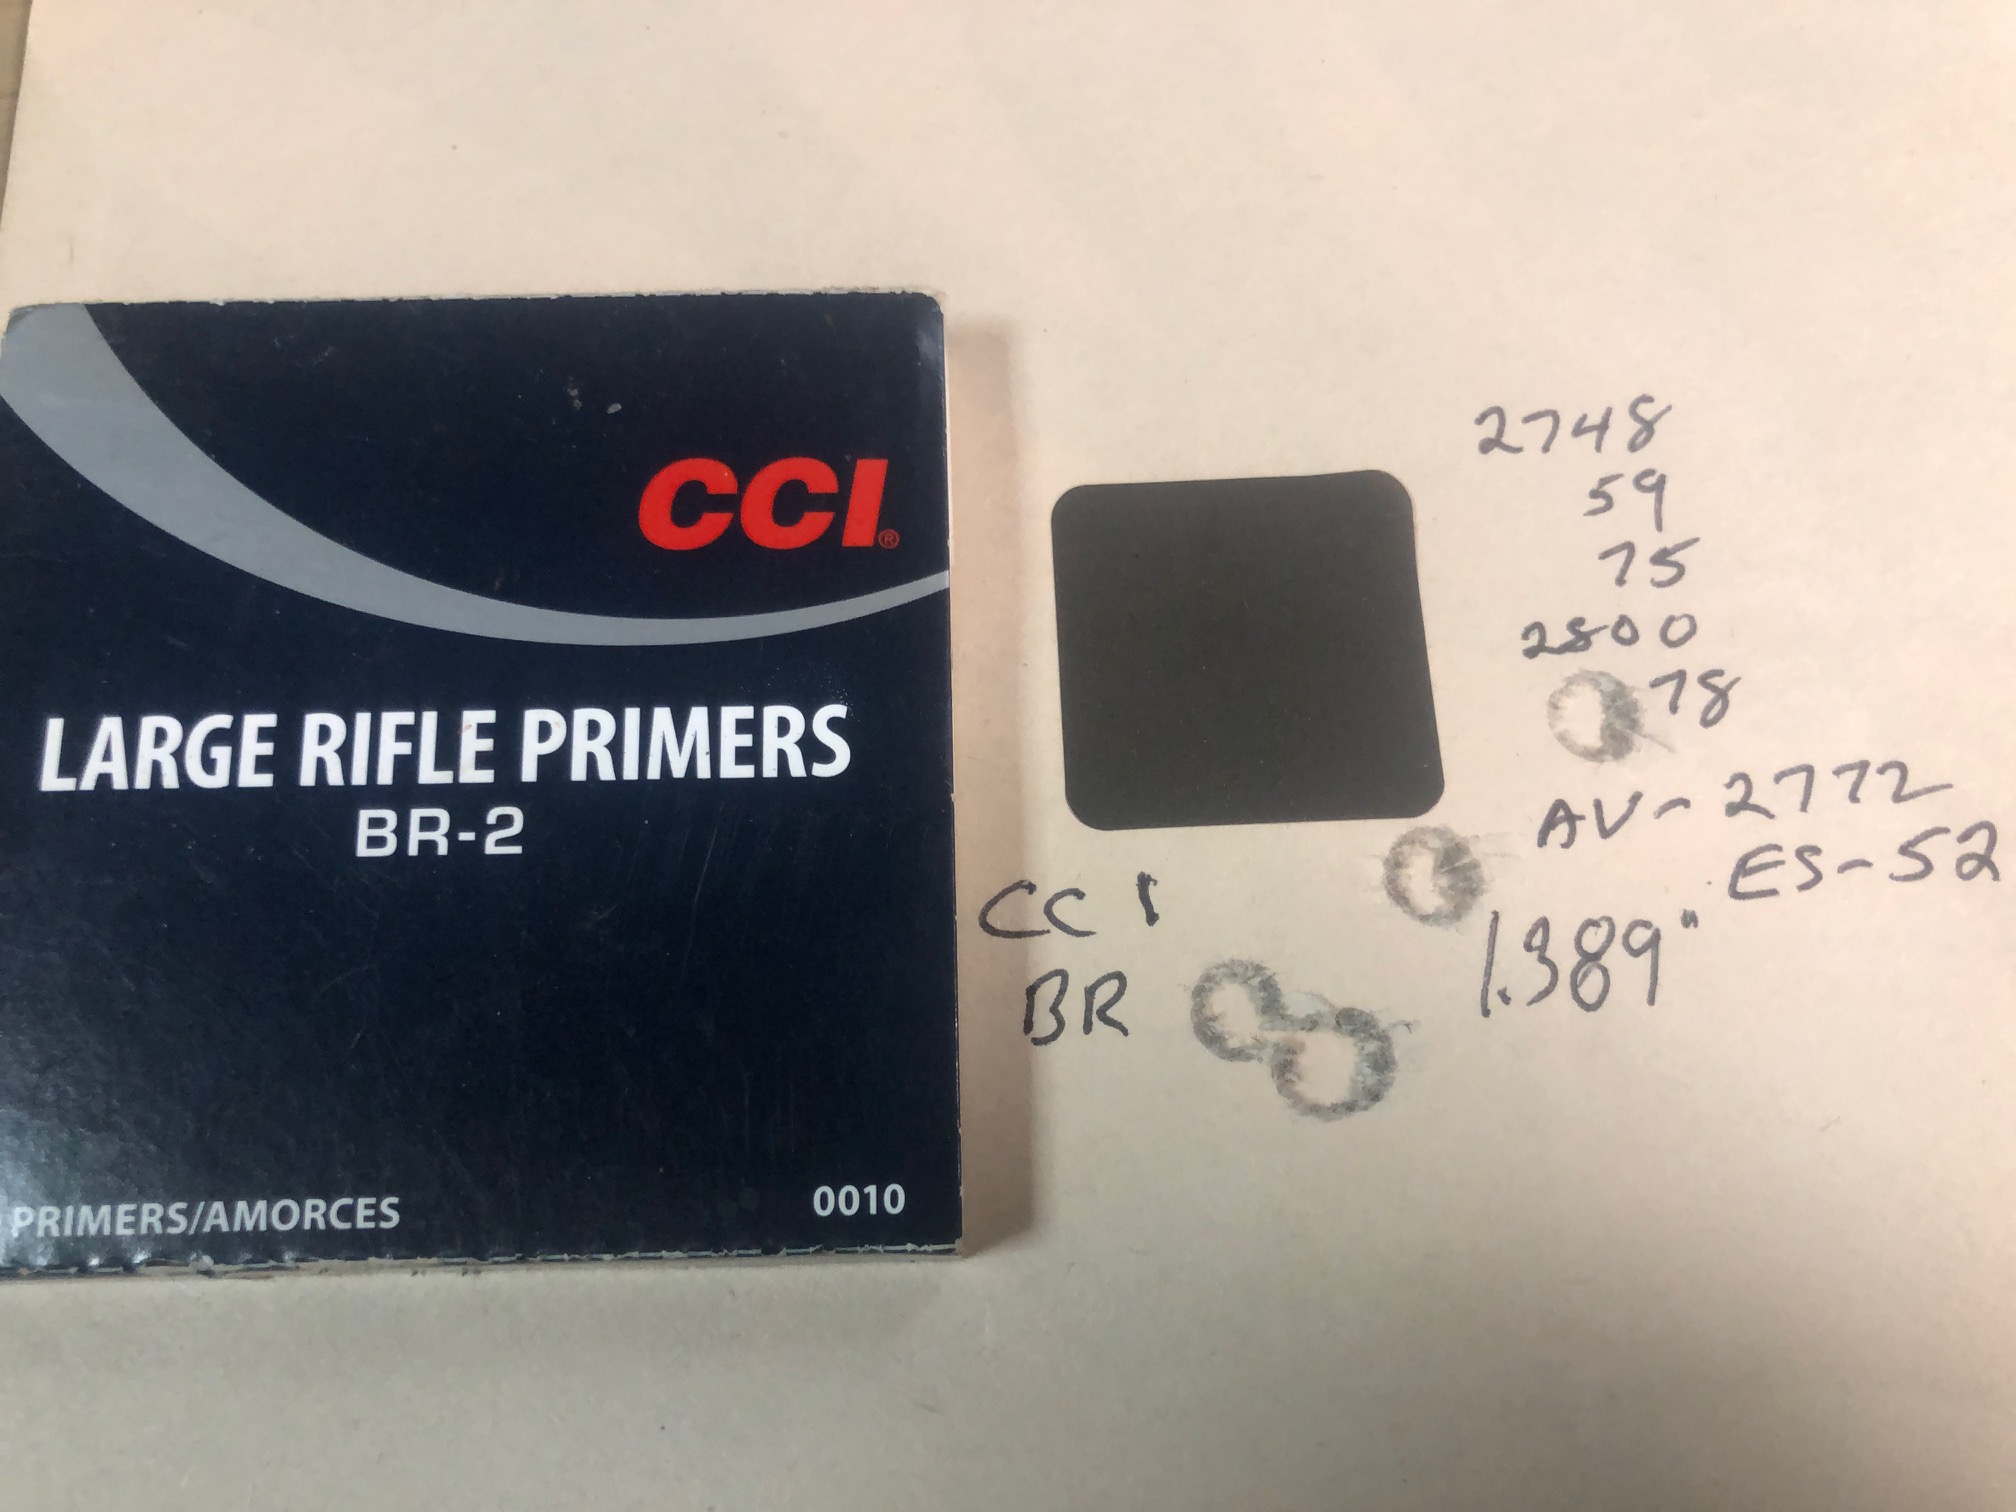 CCI®
LARGE RIFLE PRIMERS
BR-2
PRIMERS/AMORCES
0010
2748
59
75
2800
78
AV- 2772
ES-52
1.389"
CCI
BR